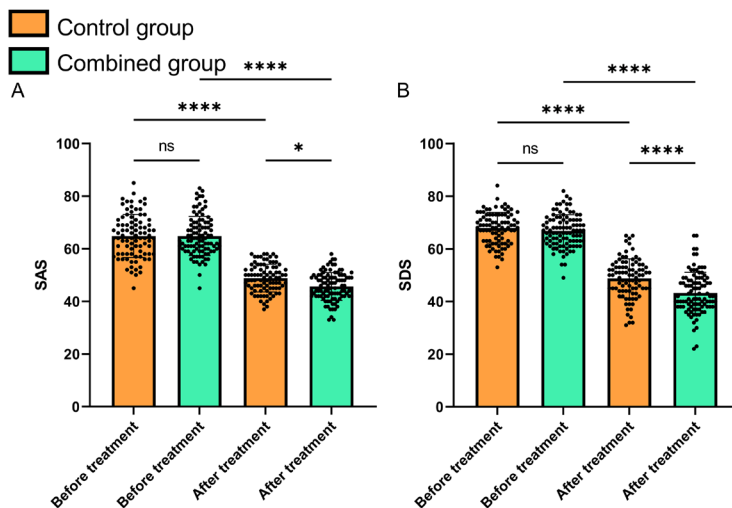 Control group
Combined group
A
****
****
ns
*
100
80
60
40
20
0
SAS
Before treatment
Before treatment
After treatment
After treatment
B
****
****
ns
****
100
80
60
40
20
0
SDS
Before treatment
Before treatment
After treatment
After treatment